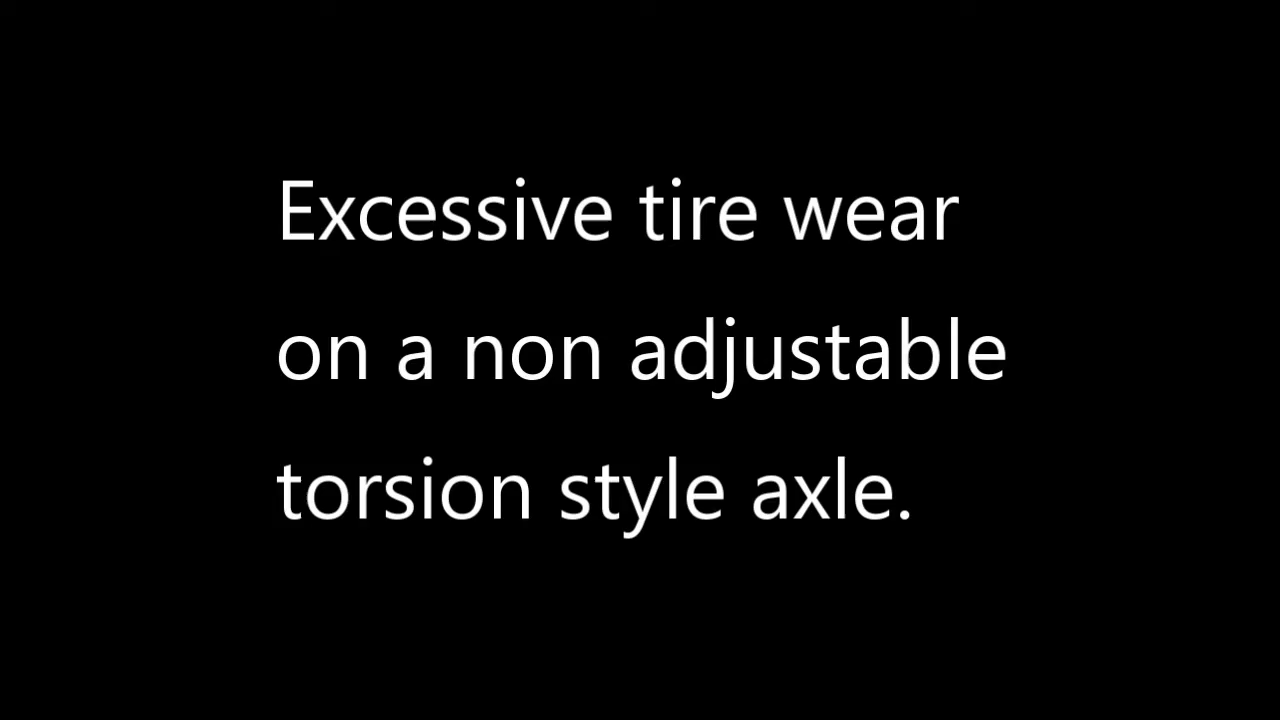 Excessive tire wear
on a non adjustable
torsion style axle.